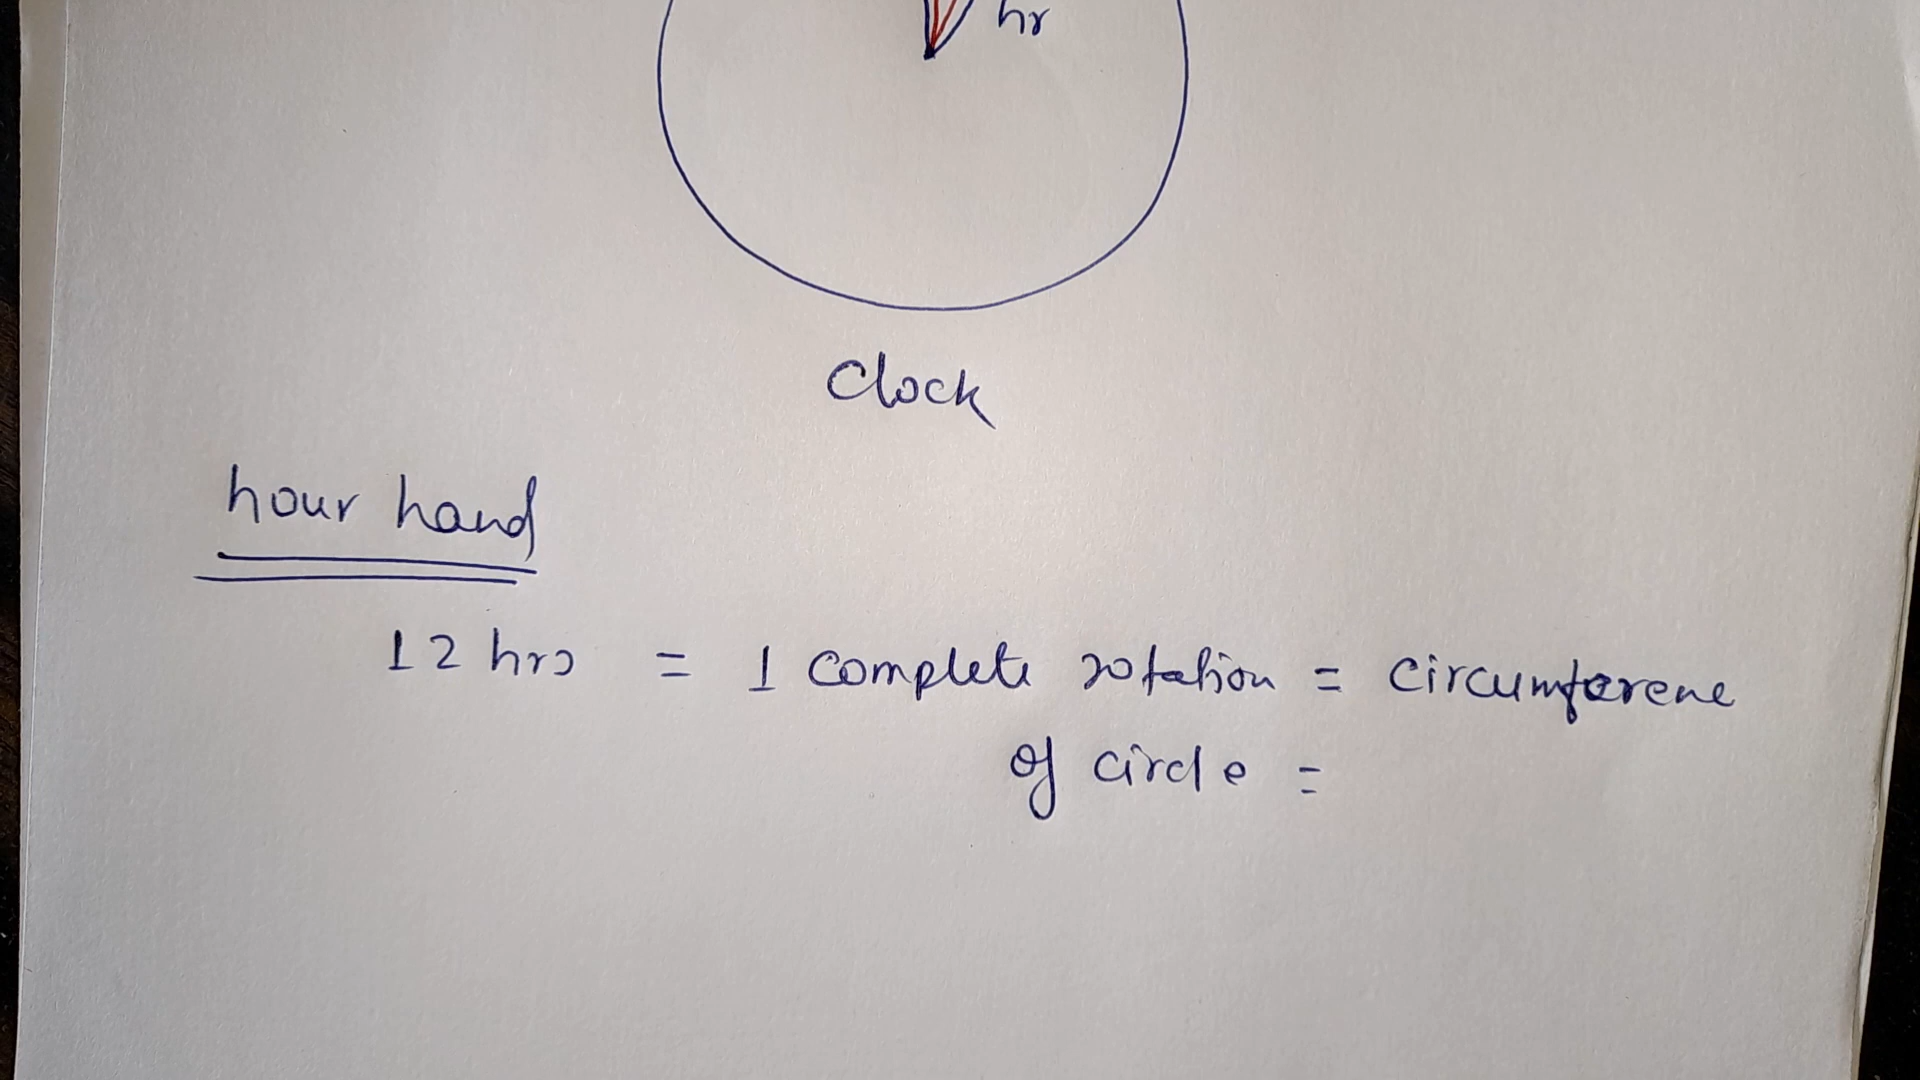 hr
Clock
hour hand
12 hrs = 1 complete rotation = circumferene
of circle =